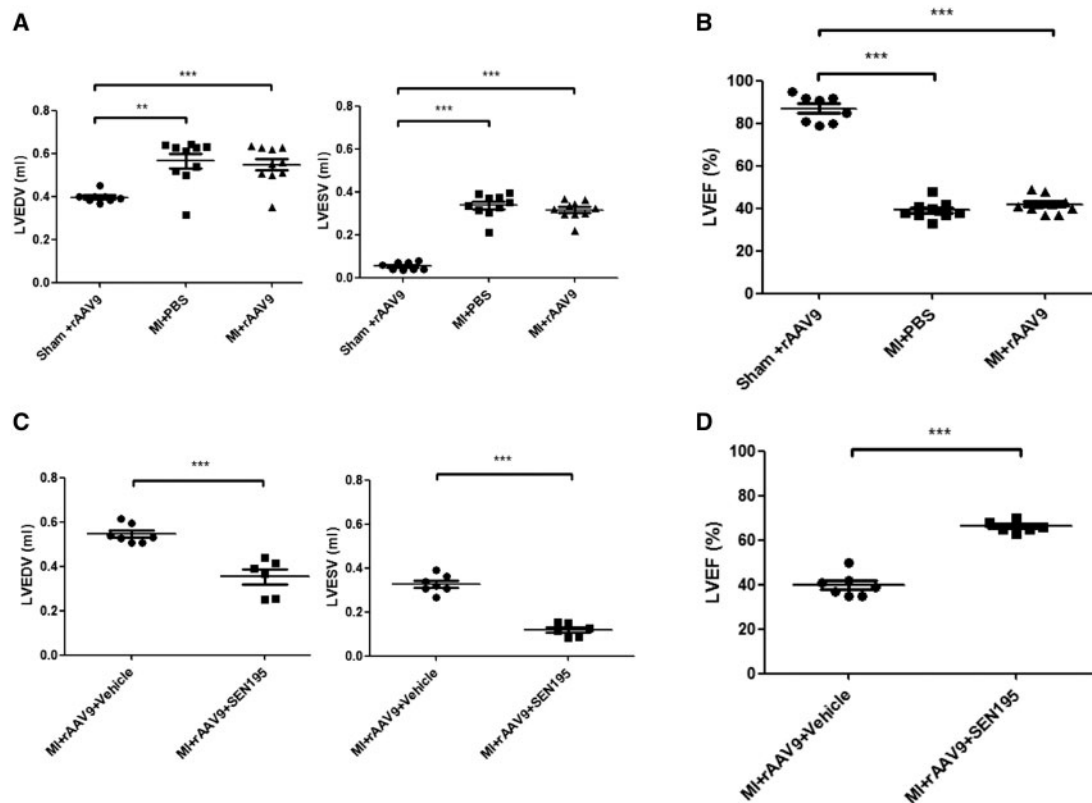 A
***
**
LVEDV (ml)
0.8
0.6
0.4
0.2
0.0
Sham +rAAV9
MI+PBS
MI+rAAV9
***
***
LVESV (ml)
0.8
0.6
0.4
0.2
0.0
Sham +rAAV9
MI+PBS
MI+rAAV9
B
***
***
LVEF (%)
100
80
60
40
20
0
Sham +rAAV9
MI+PBS
MI+rAAV9
C
***
LVEDV (ml)
0.8
0.6
0.4
0.2
0.0
MI+rAAV9+Vehicle
MI+rAAV9+SEN195
***
LVESV (ml)
0.8
0.6
0.4
0.2
0.0
MI+rAAV9+Vehicle
MI+rAAV9+SEN195
D
***
LVEF (%)
100
80
60
40
20
0
MI+rAAV9+Vehicle
MI+rAAV9+SEN195